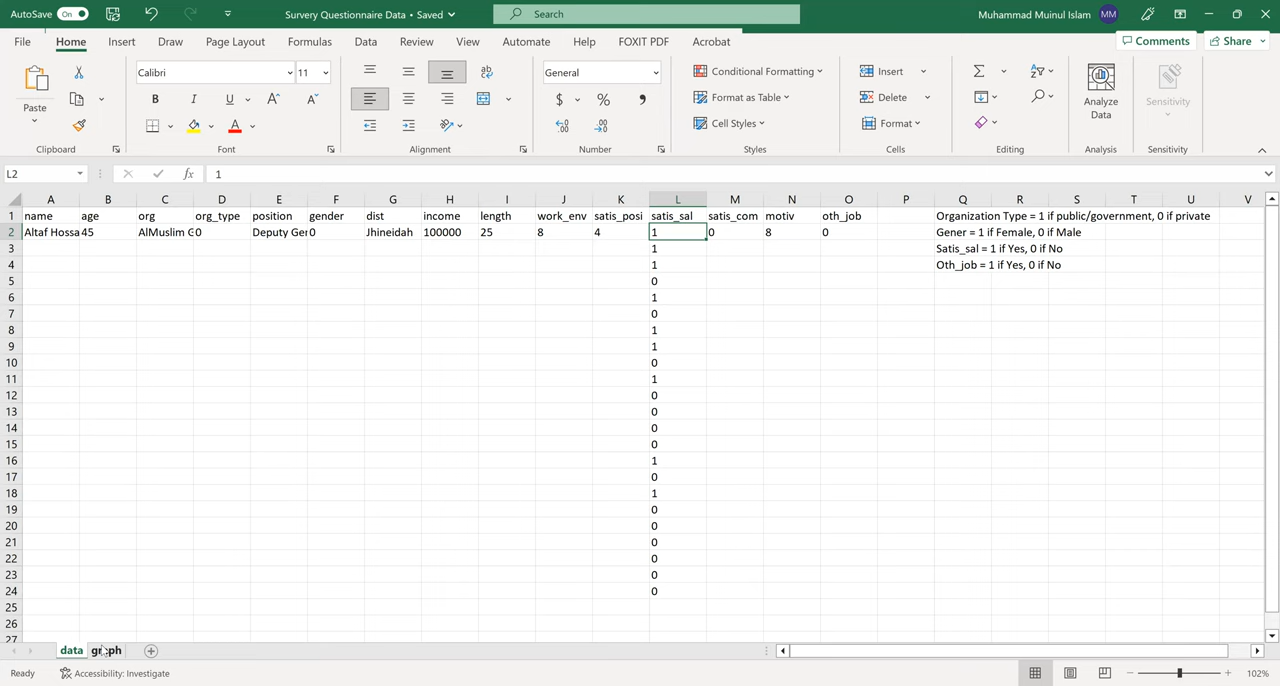 AutoSave On Survery Questionnaire Data • Saved Search Muhammad Muinul Islam MM
File Home Insert Draw Page Layout Formulas Data Review View Automate Help FOXIT PDF Acrobat Comments Share
Paste
Clipboard
Calibri 11
B I U A A
A
Font
Alignment
General
$ % 9
Number
Conditional Formatting
Format as Table
Cell Styles
Styles
Insert
Delete
Format
Cells
Editing
Analyze
Data
Analysis
Sensitivity
Sensitivity
L2 fx 1
A B C D E F G H I J K L M N O P Q R S T U V
1 name age org org_type position gender dist income length work_env satis_posi satis_sal satis_com motiv oth_job Organization Type = 1 if public/government, 0 if private
2 Altaf Hossa 45 AlMuslim G 0 Deputy Ger 0 Jhineidah 100000 25 8 4 1 0 8 0 Gener = 1 if Female, 0 if Male
3 1 Satis_sal = 1 if Yes, 0 if No
4 1 Oth_job = 1 if Yes, 0 if No
5 0
6 1
7 0
8 1
9 1
10 0
11 1
12 0
13 0
14 0
15 0
16 1
17 0
18 1
19 0
20 0
21 0
22 0
23 0
24 0
25
26
27
data graph
Ready Accessibility: Investigate 102%